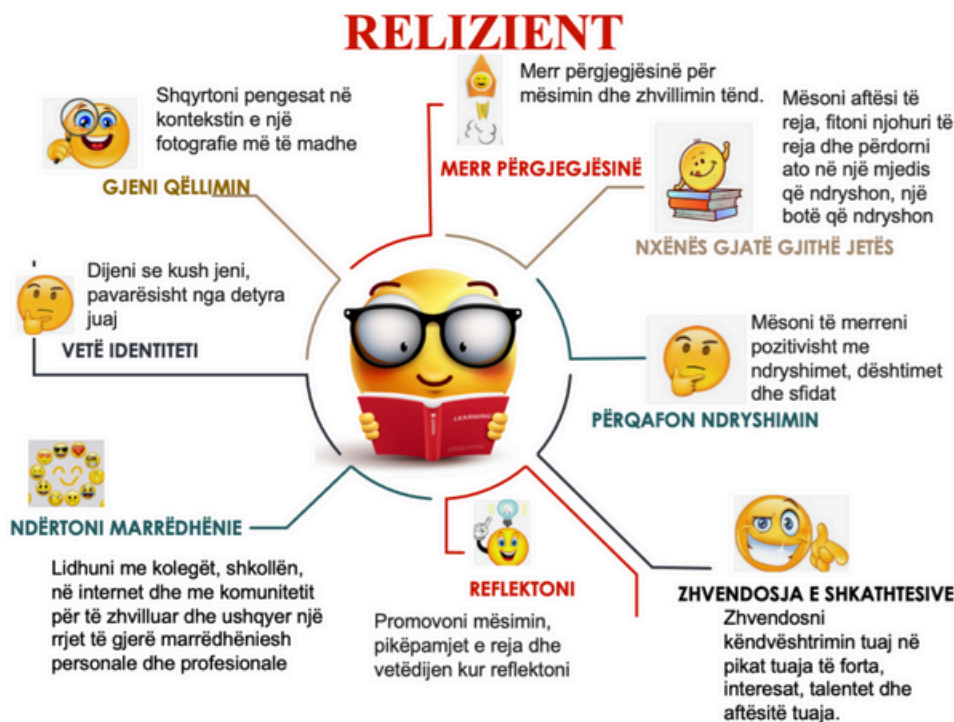 RELIZIENT
Shqyrtoni pengesat në
kontekstin e një
fotografie më të madhe
GJENI QËLLIMIN
Merr përgjegjësinë për
mësimin dhe zhvillimin tënd.
MERR PËRGJEGJËSINË
Mësoni aftësi të
reja, fitoni njohuri të
reja dhe përdorni
ato në një mjedis
që ndryshon, një
botë që ndryshon
NXËNËS GJATË GJITHË JETËS
Dijeni se kush jeni,
pavarësisht nga detyra
juaj
VETË IDENTITETI
Mësoni të merreni
pozitivisht me
ndryshimet, dështimet
dhe sfidat
PËRQAFON NDRYSHIMIN
LEARNING
NDËRTONI MARRËDHËNIE
Lidhuni me kolegët, shkollën,
në internet dhe me komunitetit
për të zhvilluar dhe ushqyer një
rrjet të gjerë marrëdhëniesh
personale dhe profesionale
REFLEKTONI
Promovoni mësimin,
pikëpamjet e reja dhe
vetëdijen kur reflektoni
ZHVENDOSJA E SHKATHTESIVE
Zhvendosni
këndvështrimin tuaj në
pikat tuaja të forta,
interesat, talentet dhe
aftësitë tuaja.